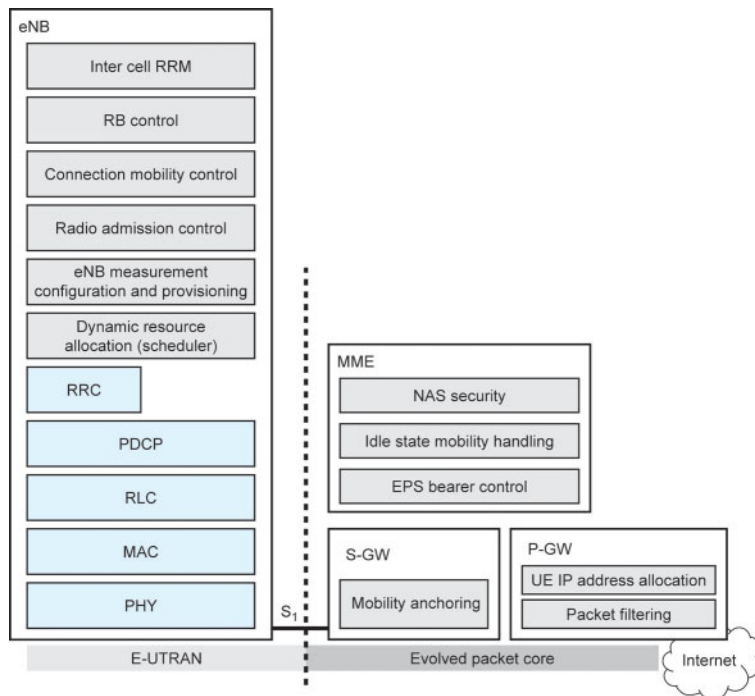 eNB
Inter cell RRM
RB control
Connection mobility control
Radio admission control
eNB measurement
configuration and provisioning
Dynamic resource
allocation (scheduler)
RRC
PDCP
RLC
MAC
PHY
S1
MME
NAS security
Idle state mobility handling
EPS bearer control
S-GW
Mobility anchoring
P-GW
UE IP address allocation
Packet filtering
E-UTRAN
Evolved packet core
Internet